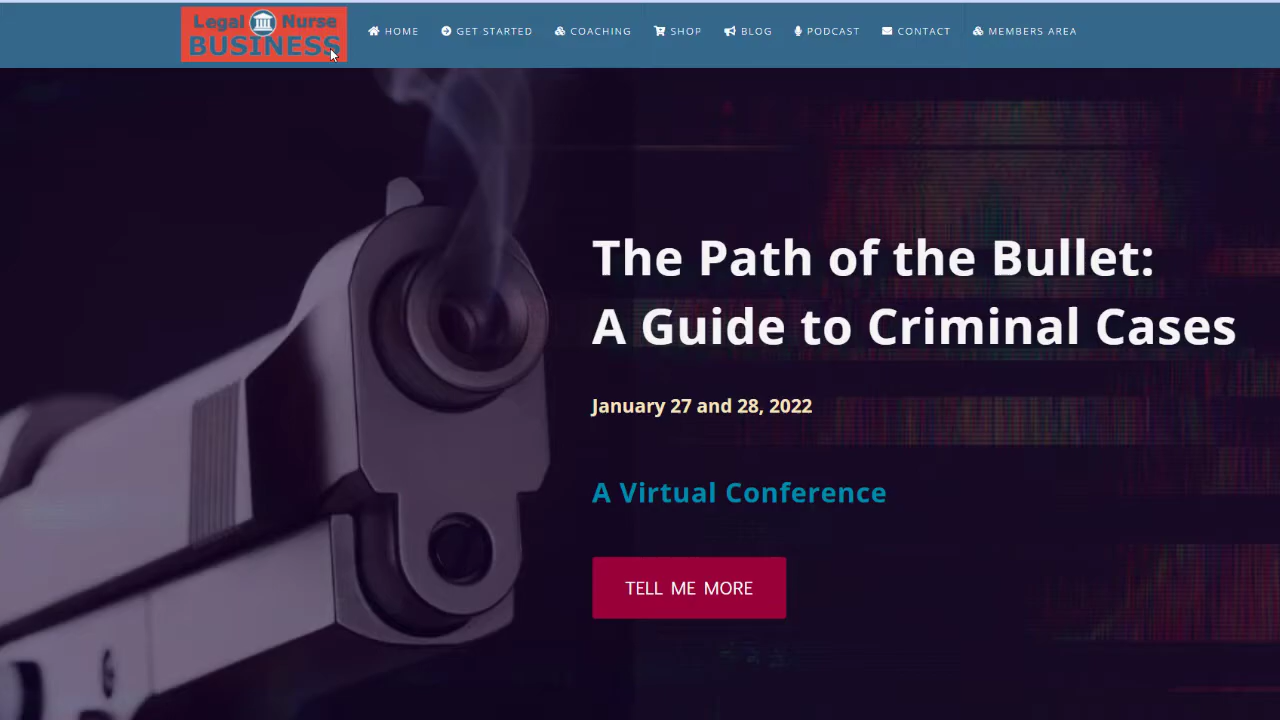 Legal Nurse
BUSINESS
HOME
GET STARTED
COACHING
SHOP
BLOG
PODCAST
CONTACT
MEMBERS AREA
The Path of the Bullet:
A Guide to Criminal Cases
January 27 and 28, 2022
A Virtual Conference
TELL ME MORE